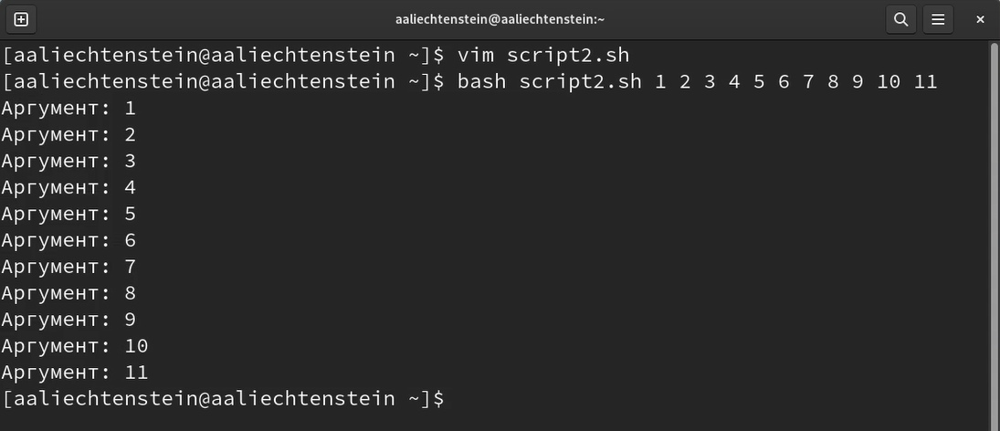 aaliechtenstein@aaliechtenstein:~
[aaliechtenstein@aaliechtenstein ~]$ vim script2.sh
[aaliechtenstein@aaliechtenstein ~]$ bash script2.sh 1 2 3 4 5 6 7 8 9 10 11
Аргумент: 1
Аргумент: 2
Аргумент: 3
Аргумент: 4
Аргумент: 5
Аргумент: 6
Аргумент: 7
Аргумент: 8
Аргумент: 9
Аргумент: 10
Аргумент: 11
[aaliechtenstein@aaliechtenstein ~]$